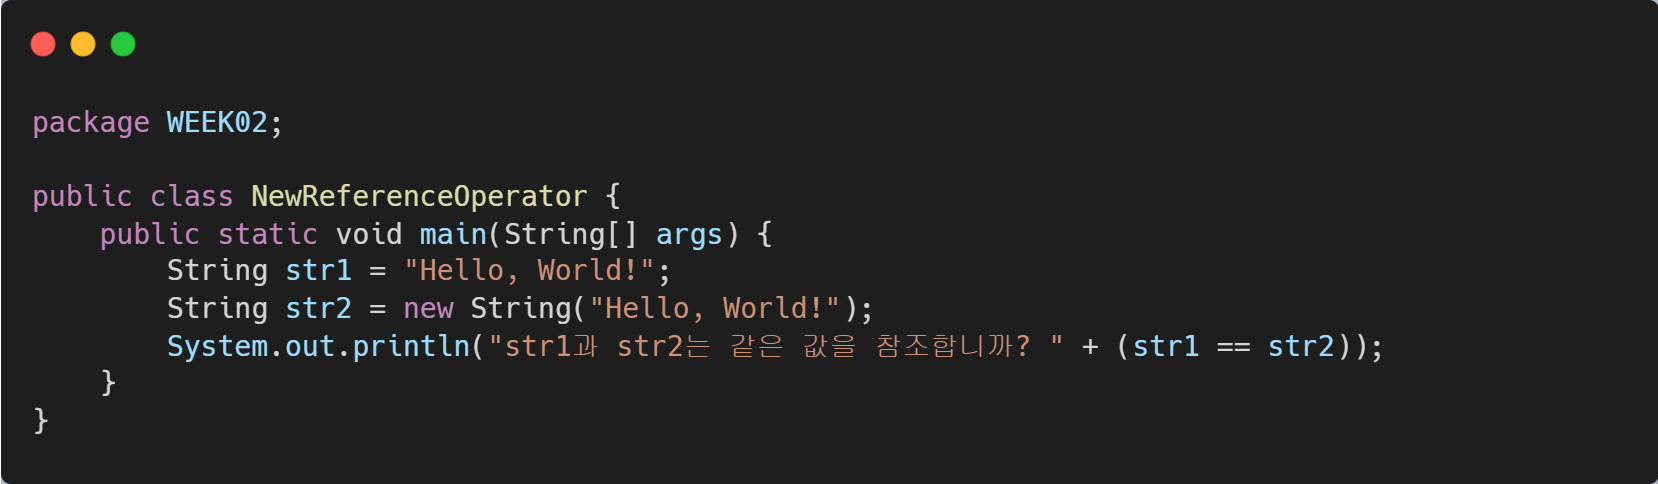 package WEEK02;
public class NewReferenceOperator {
    public static void main(String[] args) {
        String str1 = "Hello, World!";
        String str2 = new String("Hello, World!");
        System.out.println("str1과 str2는 같은 값을 참조합니까? " + (str1 == str2));
    }
}